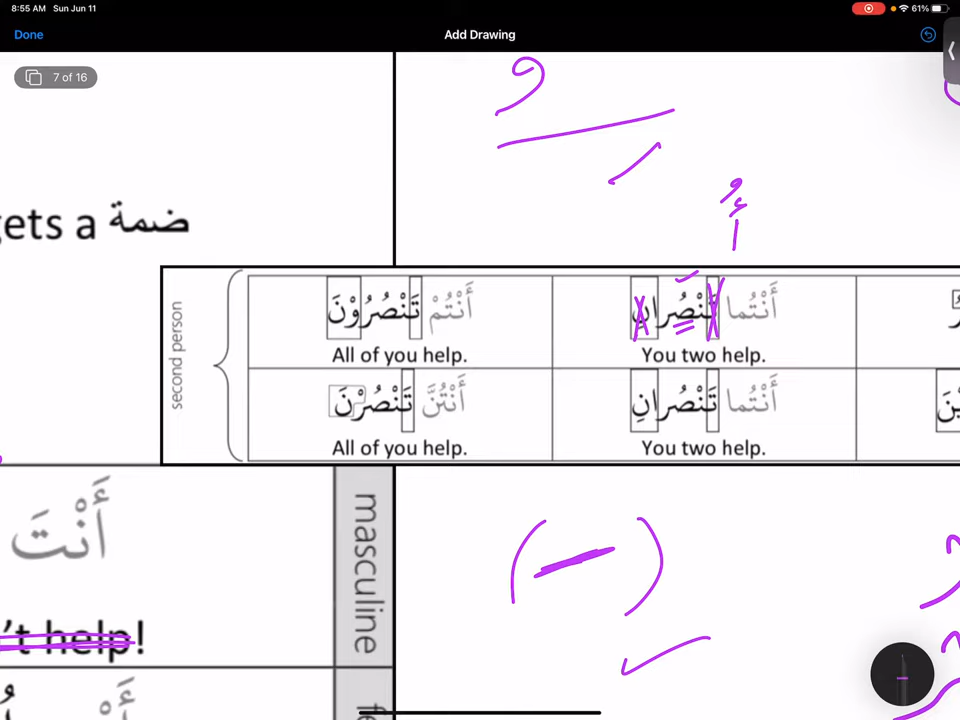 8:55 AM Sun Jun 11
61%
Done
Add Drawing
7 of 16
gets a ضمة
second person
أَنْتُما تَنْصُرانِ
أَنْتُمْ تَنْصُرُوْنَ
You two help.
All of you help.
أَنْتُما تَنْصُرانِ
أَنْتُنَّ تَنْصُرْنَ
You two help.
All of you help.
masculine
أَنْتَ
't help!